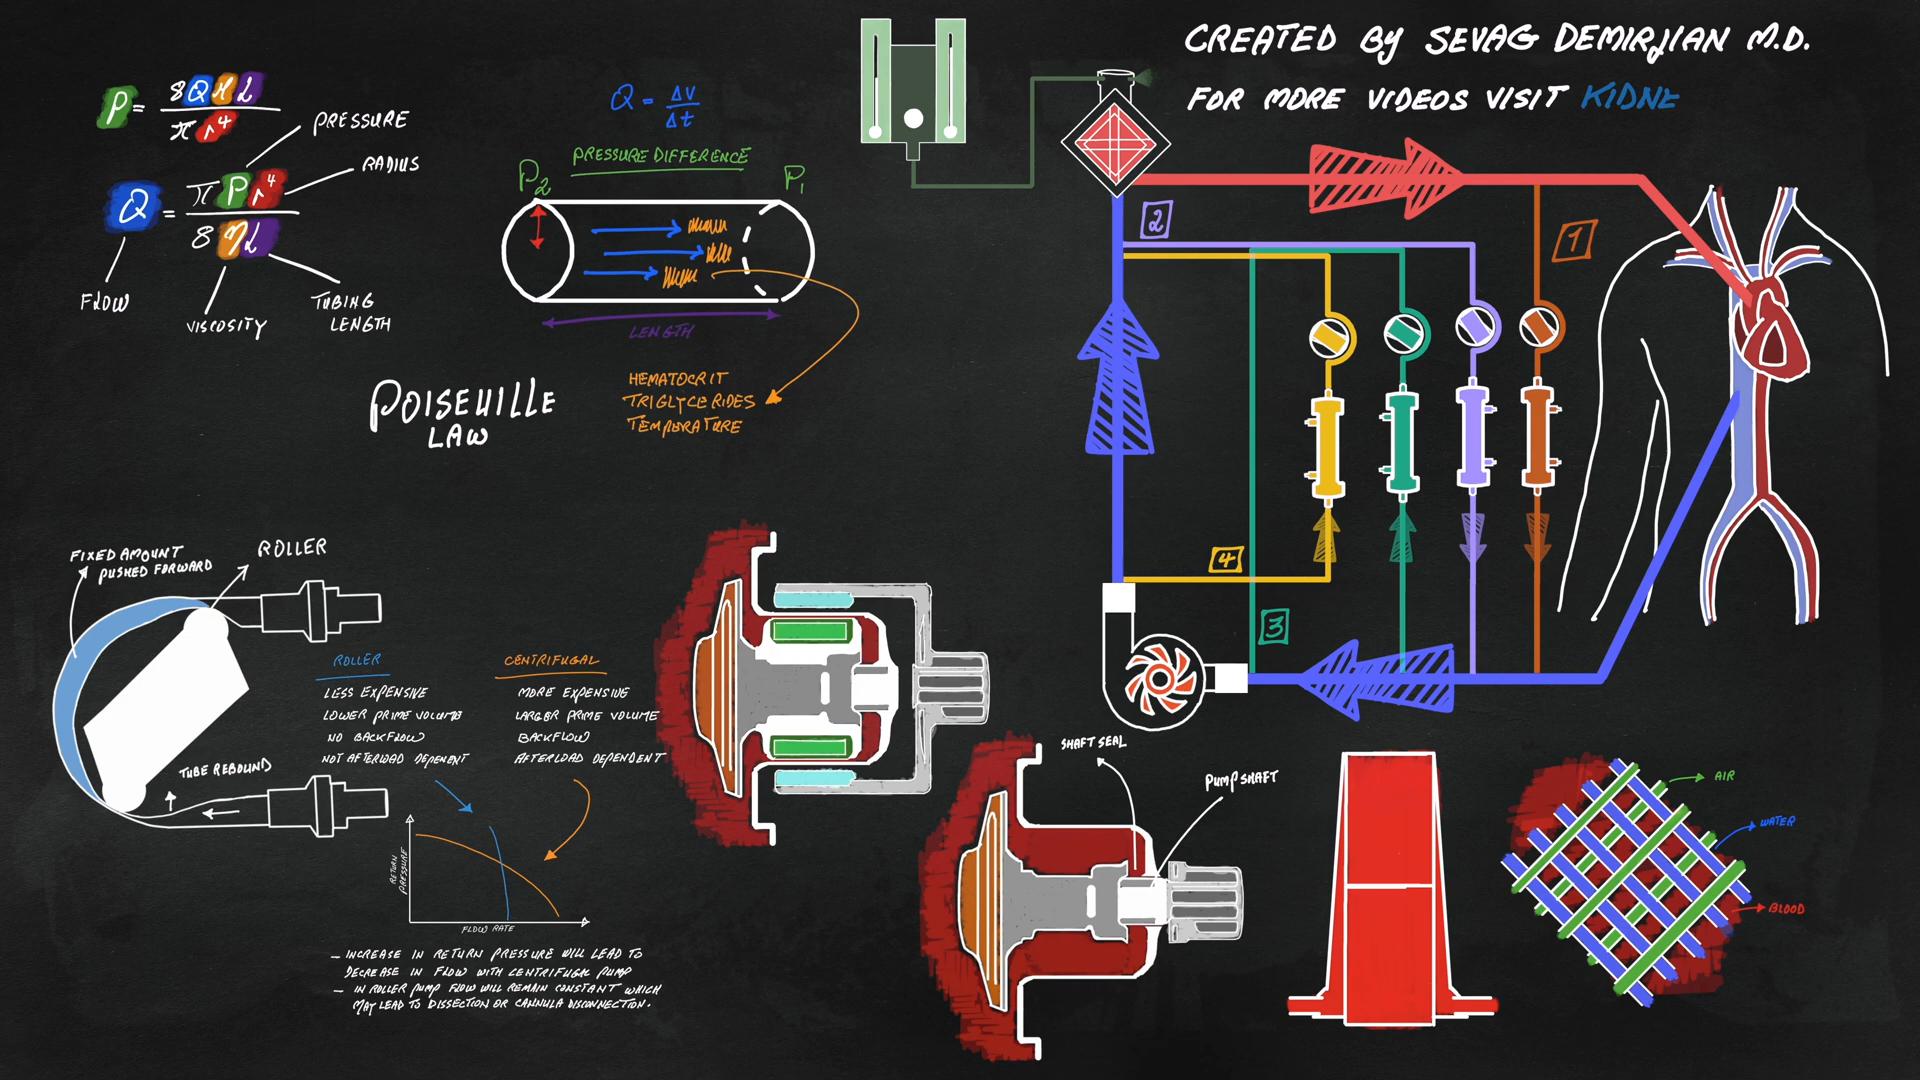 CREATED By SEVAG DEMIRJIAN M.D.
FOR MORE VIDEOS VISIT KIDNE
P = 8QηL
πr⁴
PRESSURE
RADIUS
Q = πPr⁴
8ηL
FLOW
VISCOSITY
TUBING
LENGTH
Q = ΔV
Δt
PRESSURE DIFFERENCE
P2
P1
LENGTH
HEMATOCRIT
TRIGLYCERIDES
TEMPORATURE
POISEUILLE
LAW
2
1
4
3
FIXED AMOUNT
PUSHED FORWARD
ROLLER
TUBE REBOUND
ROLLER
LESS EXPENSIVE
LOWER PRIME VOLUME
NO BACKFLOW
NOT AFTERLOAD DEPENENT
CENTRIFUGAL
MORE EXPENSIVE
LARGER PRIME VOLUME
BACKFLOW
AFTERLOAD DEPENDENT
RETURN
PRESSURE
FLOW RATE
- INCREASE IN RETURN PRESSURE WILL LEAD TO
DECREASE IN FLOW WITH CENTRIFUGAL PUMP
- IN ROLLER PUMP FLOW WILL REMAIN CONSTANT WHICH
MAY LEAD TO DISSECTION OR CANNULA DISCONNECTION.
SHAFT SEAL
PUMP SHAFT
AIR
WATER
BLOOD